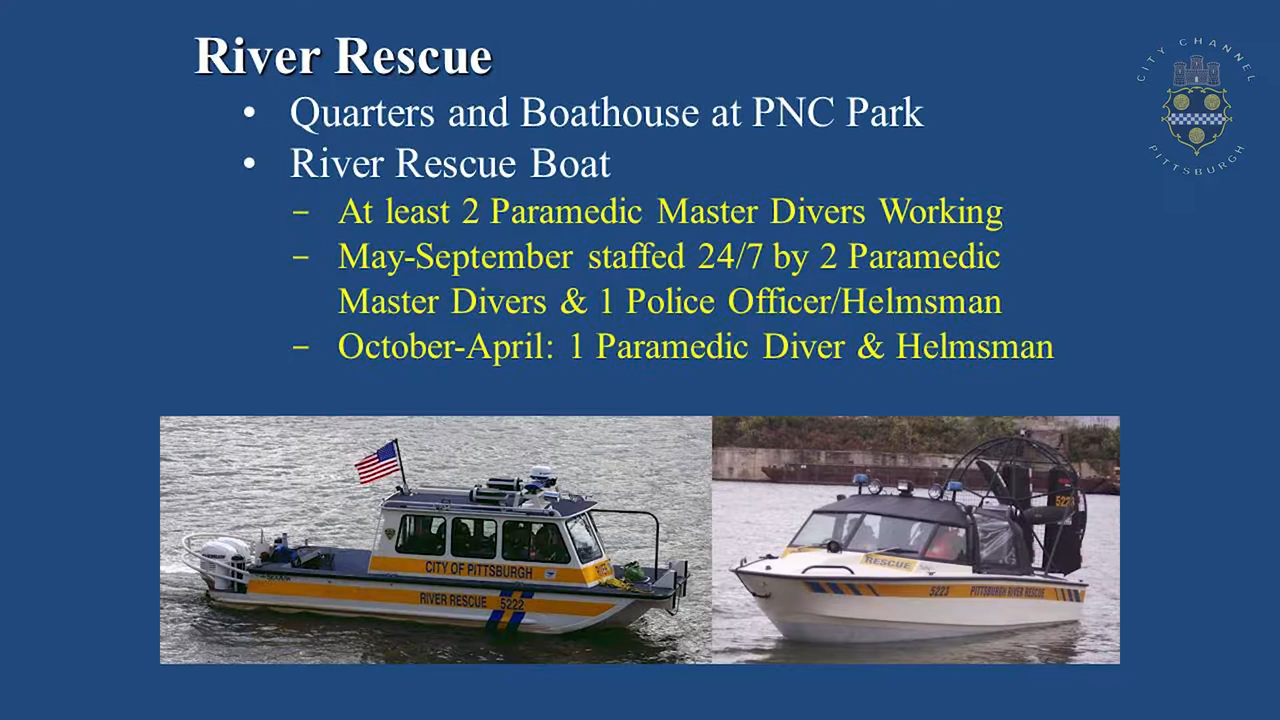 River Rescue
• Quarters and Boathouse at PNC Park
• River Rescue Boat
− At least 2 Paramedic Master Divers Working
− May-September staffed 24/7 by 2 Paramedic
Master Divers & 1 Police Officer/Helmsman
− October-April: 1 Paramedic Diver & Helmsman
CITY CHANNEL
PITTSBURGH
CITY OF PITTSBURGH
RIVER RESCUE 5222
RESCUE
5223 PITTSBURGH RIVER RESCUE